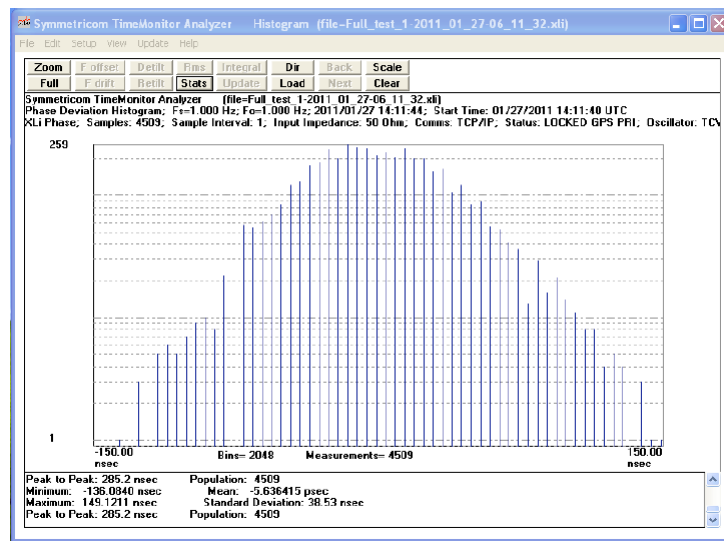 Symmetricom TimeMonitor Analyzer Histogram (file=Full_test_1-2011_01_27-06_11_32.xli)
File Edit Setup View Update Help
Zoom F offset Detilt Rms Integral Dir Back Scale
Full F drift Retilt Stats Update Load Next Clear
Symmetricom TimeMonitor Analyzer (file=Full_test_1-2011_01_27-06_11_32.xli)
Phase Deviation Histogram; Fs=1.000 Hz; Fo=1.000 Hz; 2011/01/27 14:11:44; Start Time: 01/27/2011 14:11:40 UTC
XLi Phase; Samples: 4509; Sample Interval: 1; Input Impedance: 50 Ohm; Comms: TCP/IP; Status: LOCKED GPS PRI; Oscillator: TCV
259
1
-150.00 nsec
Bins= 2048 Measurements= 4509
150.00 nsec
Peak to Peak: 285.2 nsec Population: 4509
Minimum: -136.0840 nsec Mean: -5.636415 psec
Maximum: 149.1211 nsec Standard Deviation: 38.53 nsec
Peak to Peak: 285.2 nsec Population: 4509